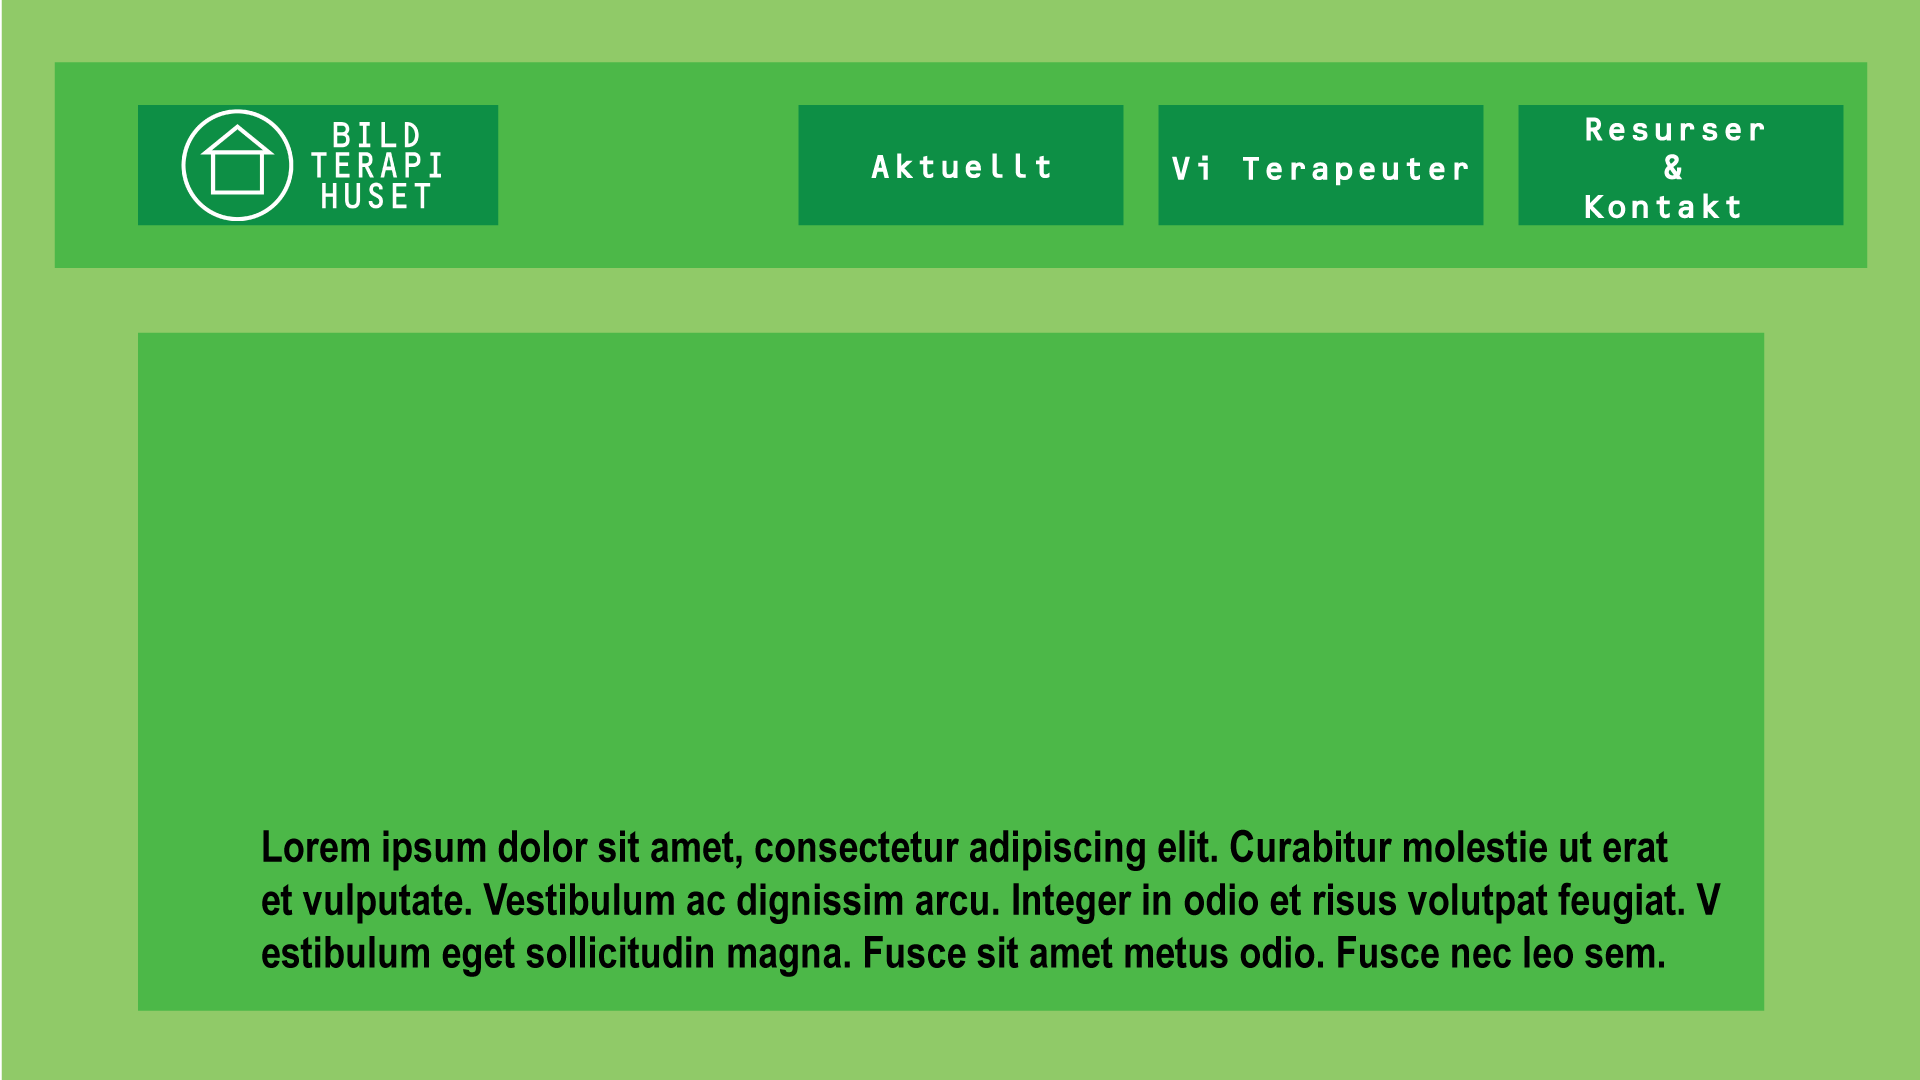 BILD
TERAPI
HUSET
Aktuellt
Vi Terapeuter
Resurser
&
Kontakt
Lorem ipsum dolor sit amet, consectetur adipiscing elit. Curabitur molestie ut erat
et vulputate. Vestibulum ac dignissim arcu. Integer in odio et risus volutpat feugiat. V
estibulum eget sollicitudin magna. Fusce sit amet metus odio. Fusce nec leo sem.